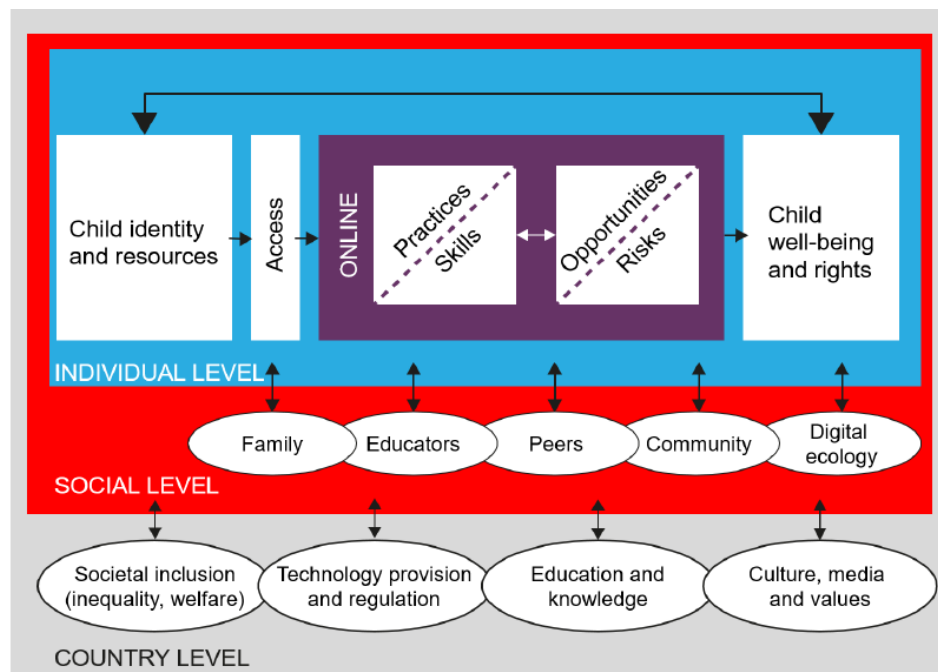 Child identity
and resources
Access
ONLINE
Practices
Skills
Opportunities
Risks
Child
well-being
and rights
INDIVIDUAL LEVEL
Family
Educators
Peers
Community
Digital
ecology
SOCIAL LEVEL
Societal inclusion
(inequality, welfare)
Technology provision
and regulation
Education and
knowledge
Culture, media
and values
COUNTRY LEVEL